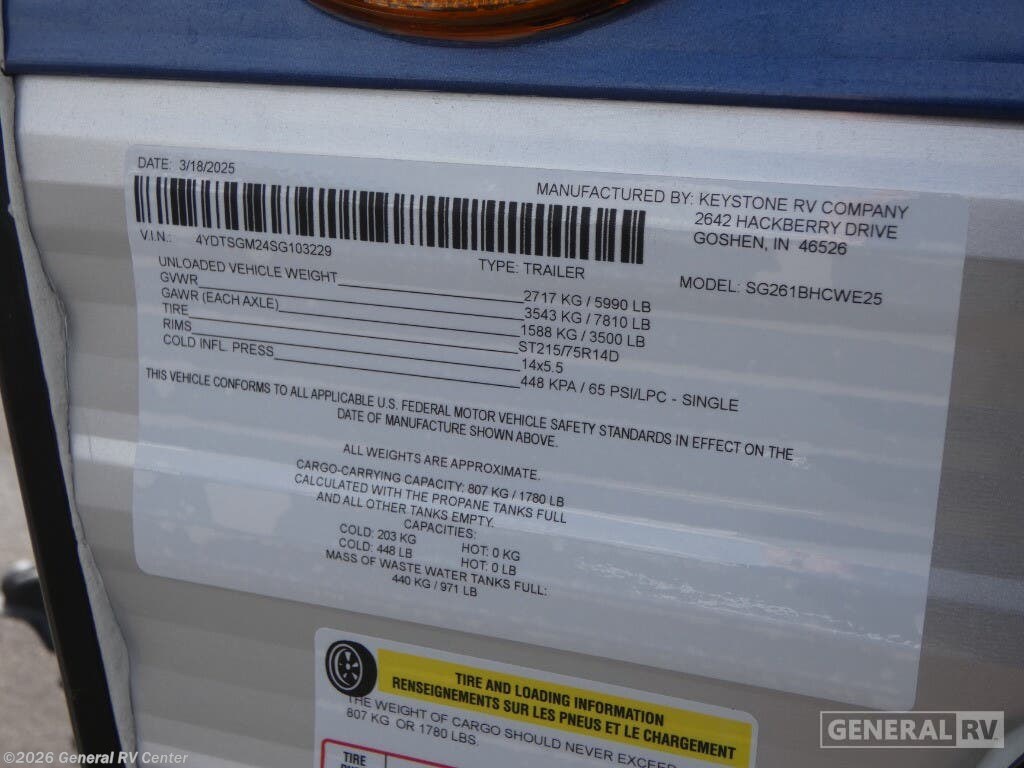 DATE: 3/18/2025
MANUFACTURED BY: KEYSTONE RV COMPANY
2642 HACKBERRY DRIVE
GOSHEN, IN 46526
V.I.N.: 4YDTSGM24SG103229
TYPE: TRAILER
MODEL: SG261BHCWE25
UNLOADED VEHICLE WEIGHT 2717 KG / 5990 LB
GVWR 3543 KG / 7810 LB
GAWR (EACH AXLE) 1588 KG / 3500 LB
TIRE ST215/75R14D
RIMS 14x5.5
COLD INFL. PRESS 448 KPA / 65 PSI/LPC - SINGLE
THIS VEHICLE CONFORMS TO ALL APPLICABLE U.S. FEDERAL MOTOR VEHICLE SAFETY STANDARDS IN EFFECT ON THE
DATE OF MANUFACTURE SHOWN ABOVE.
ALL WEIGHTS ARE APPROXIMATE.
CARGO-CARRYING CAPACITY: 807 KG / 1780 LB
CALCULATED WITH THE PROPANE TANKS FULL
AND ALL OTHER TANKS EMPTY.
CAPACITIES:
COLD: 203 KG HOT: 0 KG
COLD: 448 LB HOT: 0 LB
MASS OF WASTE WATER TANKS FULL:
440 KG / 971 LB
TIRE AND LOADING INFORMATION
RENSEIGNEMENTS SUR LES PNEUS ET LE CHARGEMENT
THE WEIGHT OF CARGO SHOULD NEVER EXCEED
807 KG OR 1780 LBS.
TIRE
GENERAL RV
©2026 General RV Center